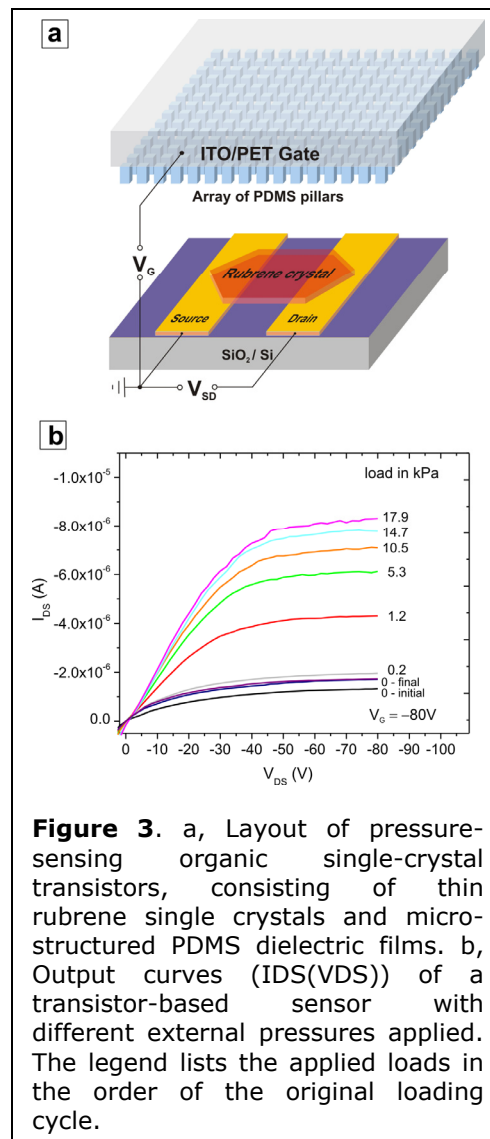 a
ITO/PET Gate
Array of PDMS pillars
V_G
Rubrene crystal
Source
Drain
SiO₂/ Si
V_SD
b
load in kPa
-1.0x10⁻⁵
-8.0x10⁻⁶
-6.0x10⁻⁶
-4.0x10⁻⁶
-2.0x10⁻⁶
0.0
I_DS (A)
17.9
14.7
10.5
5.3
1.2
0.2
0 - final
0 - initial
V_G = −80V
0 -10 -20 -30 -40 -50 -60 -70 -80 -90 -100
V_DS (V)
Figure 3. a, Layout of pressure-
sensing organic single-crystal
transistors, consisting of thin
rubrene single crystals and micro-
structured PDMS dielectric films. b,
Output curves (IDS(VDS)) of a
transistor-based sensor with
different external pressures applied.
The legend lists the applied loads in
the order of the original loading
cycle.